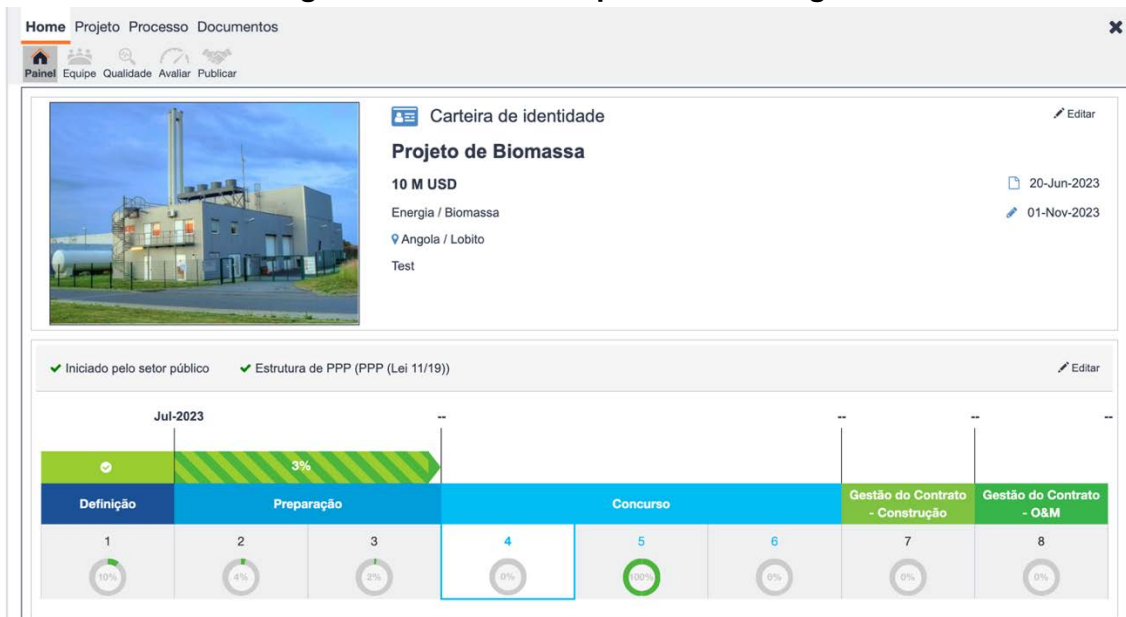 Home Projeto Processo Documentos
Painel Equipe Qualidade Avaliar Publicar
Carteira de identidade
Editar
Projeto de Biomassa
10 M USD
20-Jun-2023
Energia / Biomassa
01-Nov-2023
Angola / Lobito
Test
Iniciado pelo setor público
Estrutura de PPP (PPP (Lei 11/19))
Editar
Jul-2023 -- -- -- --
3%
Definição
Preparação
Concurso
Gestão do Contrato
- Construção
Gestão do Contrato
- O&M
1 2 3 4 5 6 7 8
10% 4% 2% 0% 100% 0% 0% 0%